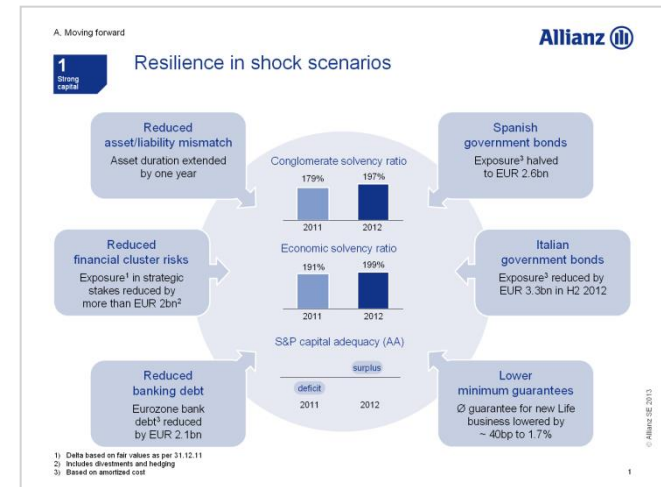 A. Moving forward
Allianz
1
Strong
capital
Resilience in shock scenarios
Reduced
asset/liability mismatch
Asset duration extended
by one year
Reduced
financial cluster risks
Exposure¹ in strategic
stakes reduced by
more than EUR 2bn²
Reduced
banking debt
Eurozone bank
debt³ reduced
by EUR 2.1bn
Conglomerate solvency ratio
179% 197%
2011 2012
Economic solvency ratio
191% 199%
2011 2012
S&P capital adequacy (AA)
surplus
deficit
2011 2012
Spanish
government bonds
Exposure³ halved
to EUR 2.6bn
Italian
government bonds
Exposure³ reduced by
EUR 3.3bn in H2 2012
Lower
minimum guarantees
Ø guarantee for new Life
business lowered by
~ 40bp to 1.7%
© Allianz SE 2013
1) Delta based on fair values as per 31.12.11
2) Includes divestments and hedging
3) Based on amortized cost
1